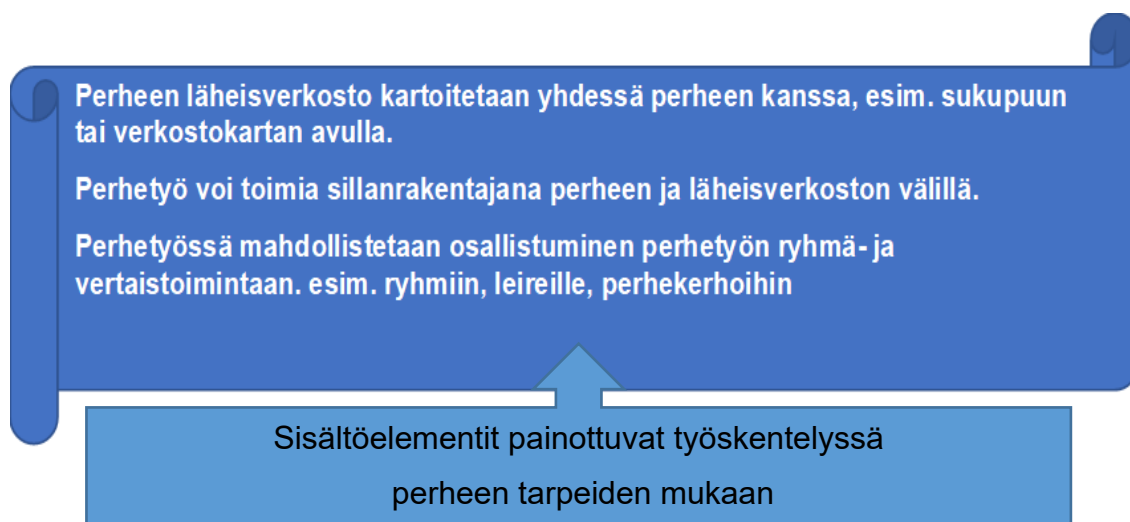 Perheen läheisverkosto kartoitetaan yhdessä perheen kanssa, esim. sukupuun
tai verkostokartan avulla.
Perhetyö voi toimia sillanrakentajana perheen ja läheisverkoston välillä.
Perhetyössä mahdollistetaan osallistuminen perhetyön ryhmä- ja
vertaistoimintaan. esim. ryhmiin, leireille, perhekerhoihin
Sisältöelementit painottuvat työskentelyssä
perheen tarpeiden mukaan